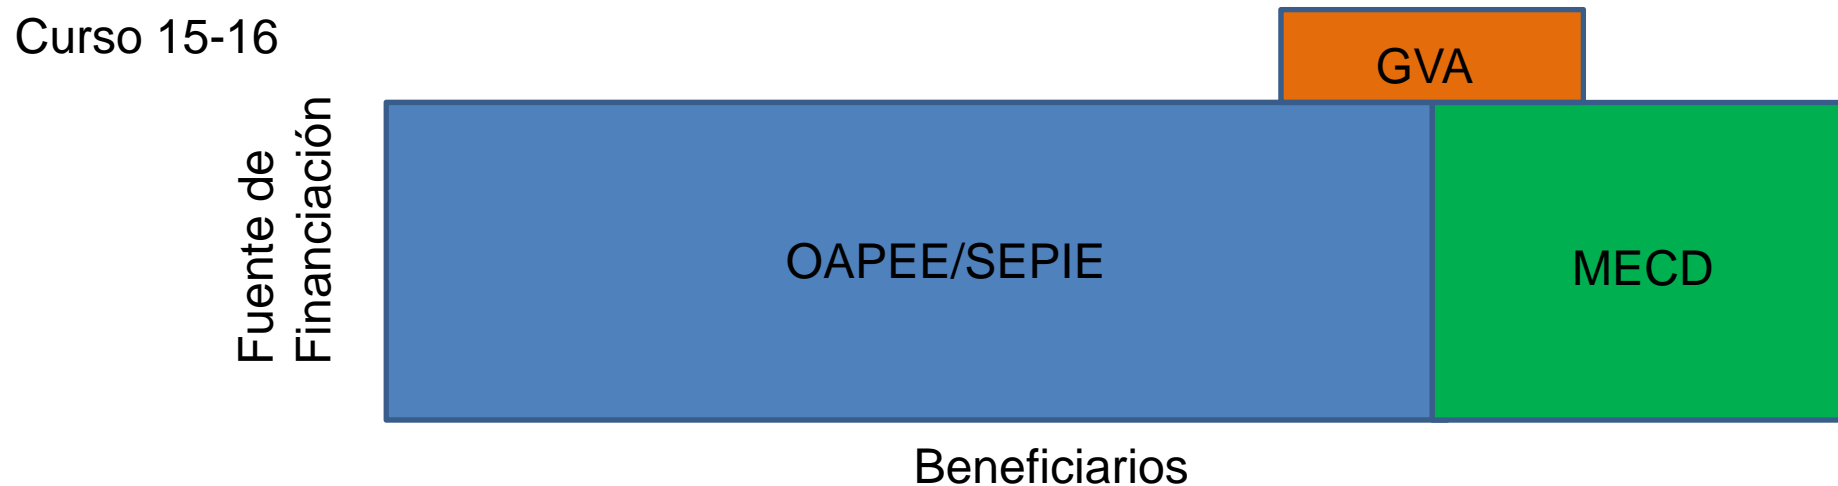 Curso 15-16
GVA
Fuente de
Financiación
OAPEE/SEPIE
MECD
Beneficiarios